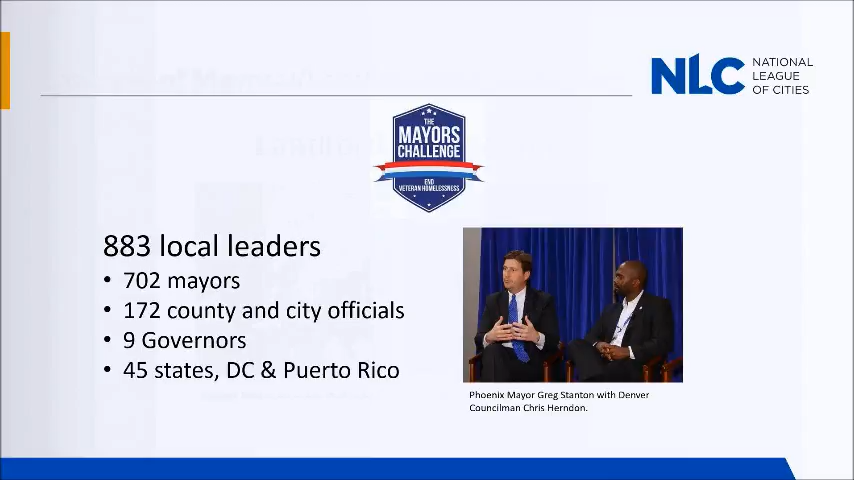 NLC NATIONAL
LEAGUE
OF CITIES
THE
MAYORS
CHALLENGE
END
VETERAN HOMELESSNESS
883 local leaders
• 702 mayors
• 172 county and city officials
• 9 Governors
• 45 states, DC & Puerto Rico
Phoenix Mayor Greg Stanton with Denver
Councilman Chris Herndon.